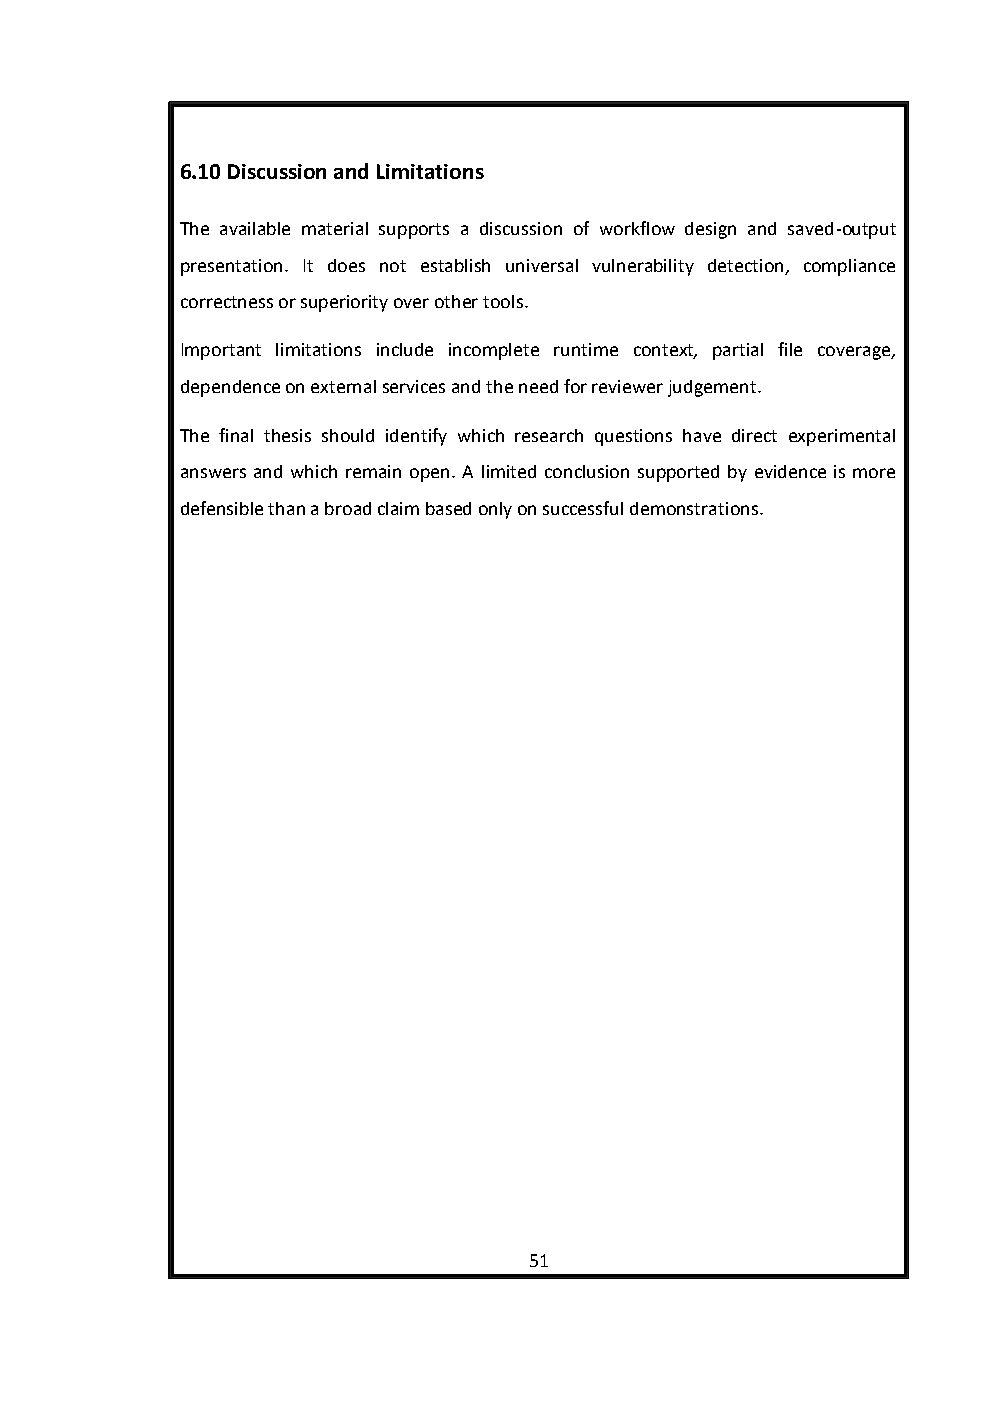 6.10 Discussion and Limitations
The available material supports a discussion of workflow design and saved-output
presentation. It does not establish universal vulnerability detection, compliance
correctness or superiority over other tools.
Important limitations include incomplete runtime context, partial file coverage,
dependence on external services and the need for reviewer judgement.
The final thesis should identify which research questions have direct experimental
answers and which remain open. A limited conclusion supported by evidence is more
defensible than a broad claim based only on successful demonstrations.
51